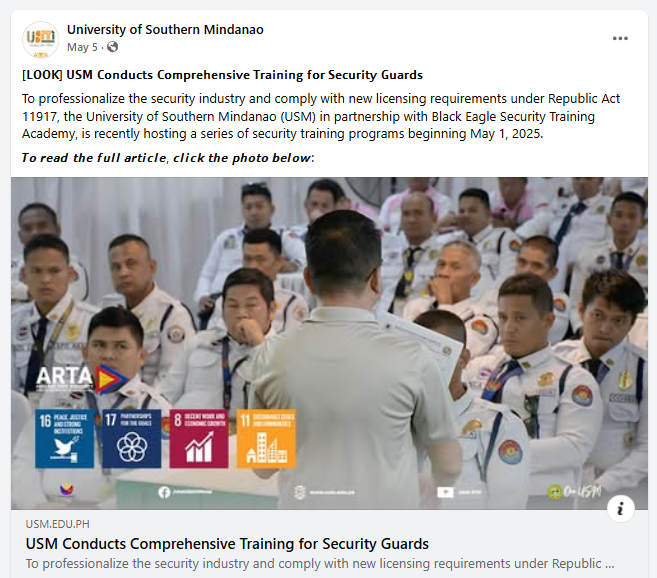 University of Southern Mindanao
May 5 ·
[LOOK] USM Conducts Comprehensive Training for Security Guards
To professionalize the security industry and comply with new licensing requirements under Republic Act
11917, the University of Southern Mindanao (USM) in partnership with Black Eagle Security Training
Academy, is recently hosting a series of security training programs beginning May 1, 2025.
To read the full article, click the photo below:
ARTA
16 PEACE JUSTICE
AND STRONG
INSTITUTIONS
17 PARTNERSHIPS
FOR THE GOALS
8 DECENT WORK AND
ECONOMIC GROWTH
11 SUSTAINABLE CITIES
AND COMMUNITIES
www.usm.edu.ph
USM.EDU.PH
USM Conducts Comprehensive Training for Security Guards
To professionalize the security industry and comply with new licensing requirements under Republic ...